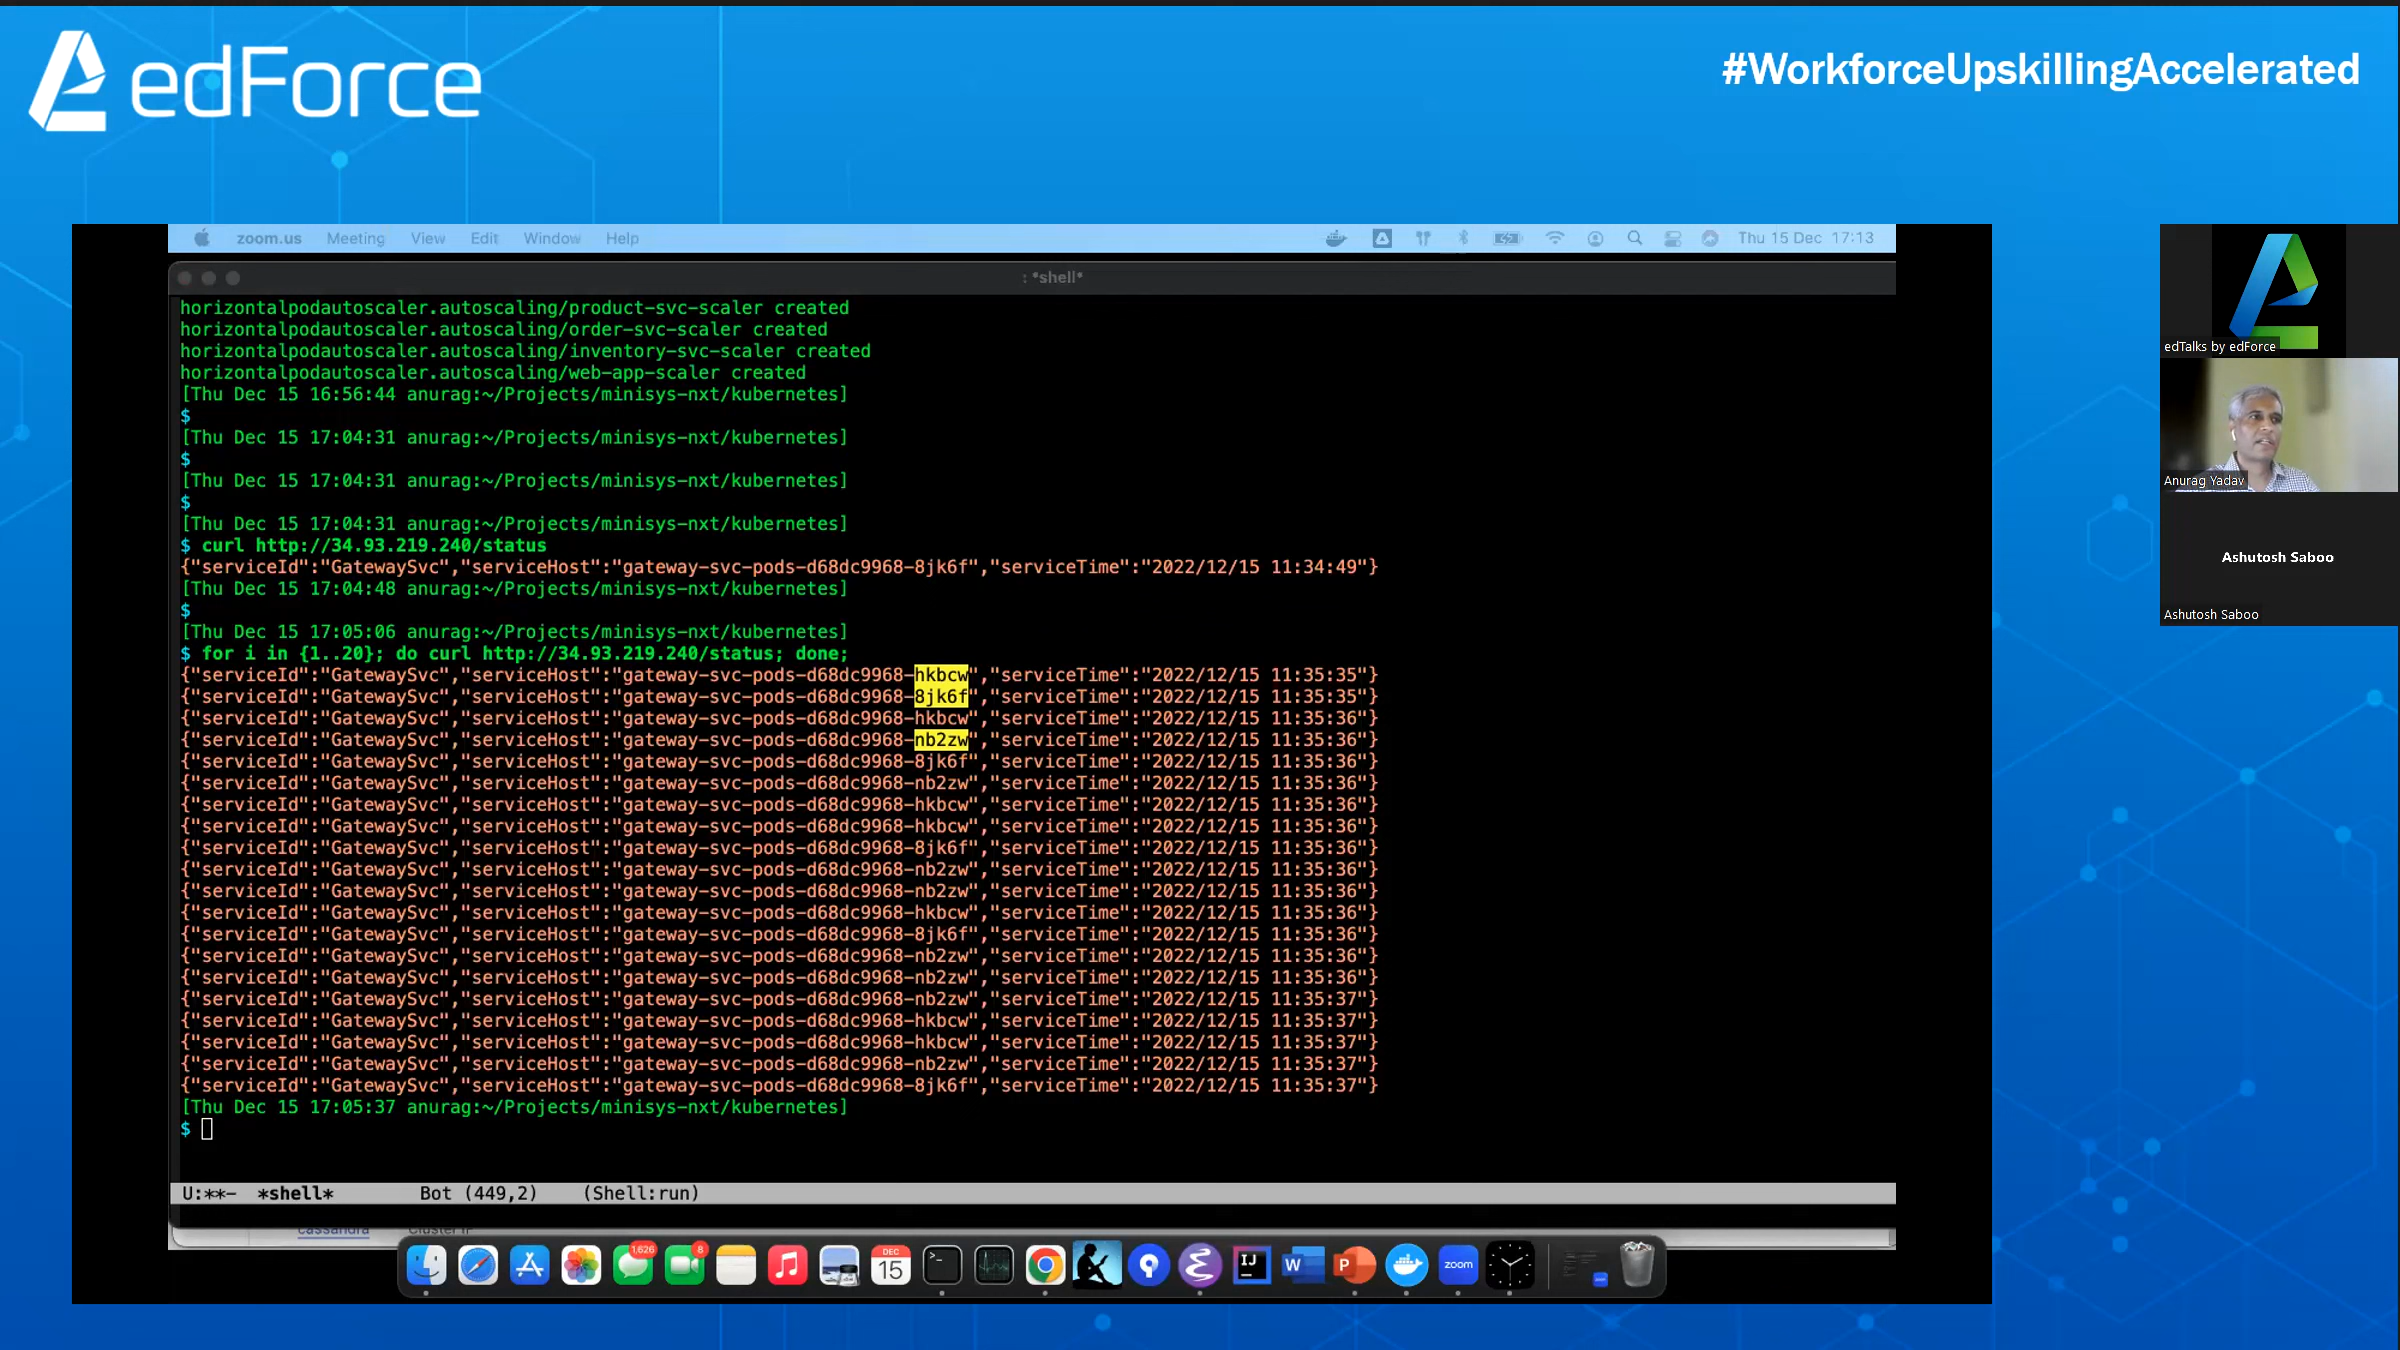 edForce
#WorkforceUpskillingAccelerated
zoom.us Meeting View Edit Window Help Thu 15 Dec 17:13
: *shell*
horizontalpodautoscaler.autoscaling/product-svc-scaler created
horizontalpodautoscaler.autoscaling/order-svc-scaler created
horizontalpodautoscaler.autoscaling/inventory-svc-scaler created
horizontalpodautoscaler.autoscaling/web-app-scaler created
[Thu Dec 15 16:56:44 anurag:~/Projects/minisys-nxt/kubernetes]
$
[Thu Dec 15 17:04:31 anurag:~/Projects/minisys-nxt/kubernetes]
$
[Thu Dec 15 17:04:31 anurag:~/Projects/minisys-nxt/kubernetes]
$
[Thu Dec 15 17:04:31 anurag:~/Projects/minisys-nxt/kubernetes]
$ curl http://34.93.219.240/status
{"serviceId":"GatewaySvc","serviceHost":"gateway-svc-pods-d68dc9968-8jk6f","serviceTime":"2022/12/15 11:34:49"}
[Thu Dec 15 17:04:48 anurag:~/Projects/minisys-nxt/kubernetes]
$
[Thu Dec 15 17:05:06 anurag:~/Projects/minisys-nxt/kubernetes]
$ for i in {1..20}; do curl http://34.93.219.240/status; done;
{"serviceId":"GatewaySvc","serviceHost":"gateway-svc-pods-d68dc9968-hkbcw","serviceTime":"2022/12/15 11:35:35"}
{"serviceId":"GatewaySvc","serviceHost":"gateway-svc-pods-d68dc9968-8jk6f","serviceTime":"2022/12/15 11:35:35"}
{"serviceId":"GatewaySvc","serviceHost":"gateway-svc-pods-d68dc9968-hkbcw","serviceTime":"2022/12/15 11:35:36"}
{"serviceId":"GatewaySvc","serviceHost":"gateway-svc-pods-d68dc9968-nb2zw","serviceTime":"2022/12/15 11:35:36"}
{"serviceId":"GatewaySvc","serviceHost":"gateway-svc-pods-d68dc9968-8jk6f","serviceTime":"2022/12/15 11:35:36"}
{"serviceId":"GatewaySvc","serviceHost":"gateway-svc-pods-d68dc9968-nb2zw","serviceTime":"2022/12/15 11:35:36"}
{"serviceId":"GatewaySvc","serviceHost":"gateway-svc-pods-d68dc9968-hkbcw","serviceTime":"2022/12/15 11:35:36"}
{"serviceId":"GatewaySvc","serviceHost":"gateway-svc-pods-d68dc9968-hkbcw","serviceTime":"2022/12/15 11:35:36"}
{"serviceId":"GatewaySvc","serviceHost":"gateway-svc-pods-d68dc9968-8jk6f","serviceTime":"2022/12/15 11:35:36"}
{"serviceId":"GatewaySvc","serviceHost":"gateway-svc-pods-d68dc9968-nb2zw","serviceTime":"2022/12/15 11:35:36"}
{"serviceId":"GatewaySvc","serviceHost":"gateway-svc-pods-d68dc9968-nb2zw","serviceTime":"2022/12/15 11:35:36"}
{"serviceId":"GatewaySvc","serviceHost":"gateway-svc-pods-d68dc9968-hkbcw","serviceTime":"2022/12/15 11:35:36"}
{"serviceId":"GatewaySvc","serviceHost":"gateway-svc-pods-d68dc9968-8jk6f","serviceTime":"2022/12/15 11:35:36"}
{"serviceId":"GatewaySvc","serviceHost":"gateway-svc-pods-d68dc9968-nb2zw","serviceTime":"2022/12/15 11:35:36"}
{"serviceId":"GatewaySvc","serviceHost":"gateway-svc-pods-d68dc9968-nb2zw","serviceTime":"2022/12/15 11:35:36"}
{"serviceId":"GatewaySvc","serviceHost":"gateway-svc-pods-d68dc9968-nb2zw","serviceTime":"2022/12/15 11:35:37"}
{"serviceId":"GatewaySvc","serviceHost":"gateway-svc-pods-d68dc9968-hkbcw","serviceTime":"2022/12/15 11:35:37"}
{"serviceId":"GatewaySvc","serviceHost":"gateway-svc-pods-d68dc9968-hkbcw","serviceTime":"2022/12/15 11:35:37"}
{"serviceId":"GatewaySvc","serviceHost":"gateway-svc-pods-d68dc9968-nb2zw","serviceTime":"2022/12/15 11:35:37"}
{"serviceId":"GatewaySvc","serviceHost":"gateway-svc-pods-d68dc9968-8jk6f","serviceTime":"2022/12/15 11:35:37"}
[Thu Dec 15 17:05:37 anurag:~/Projects/minisys-nxt/kubernetes]
$
U:**- *shell* Bot (449,2) (Shell:run)
cassandra Cluster IP
1,626
8
DEC
15
IJ
W
P
zoom
edTalks by edForce
Anurag Yadav
Ashutosh Saboo
Ashutosh Saboo